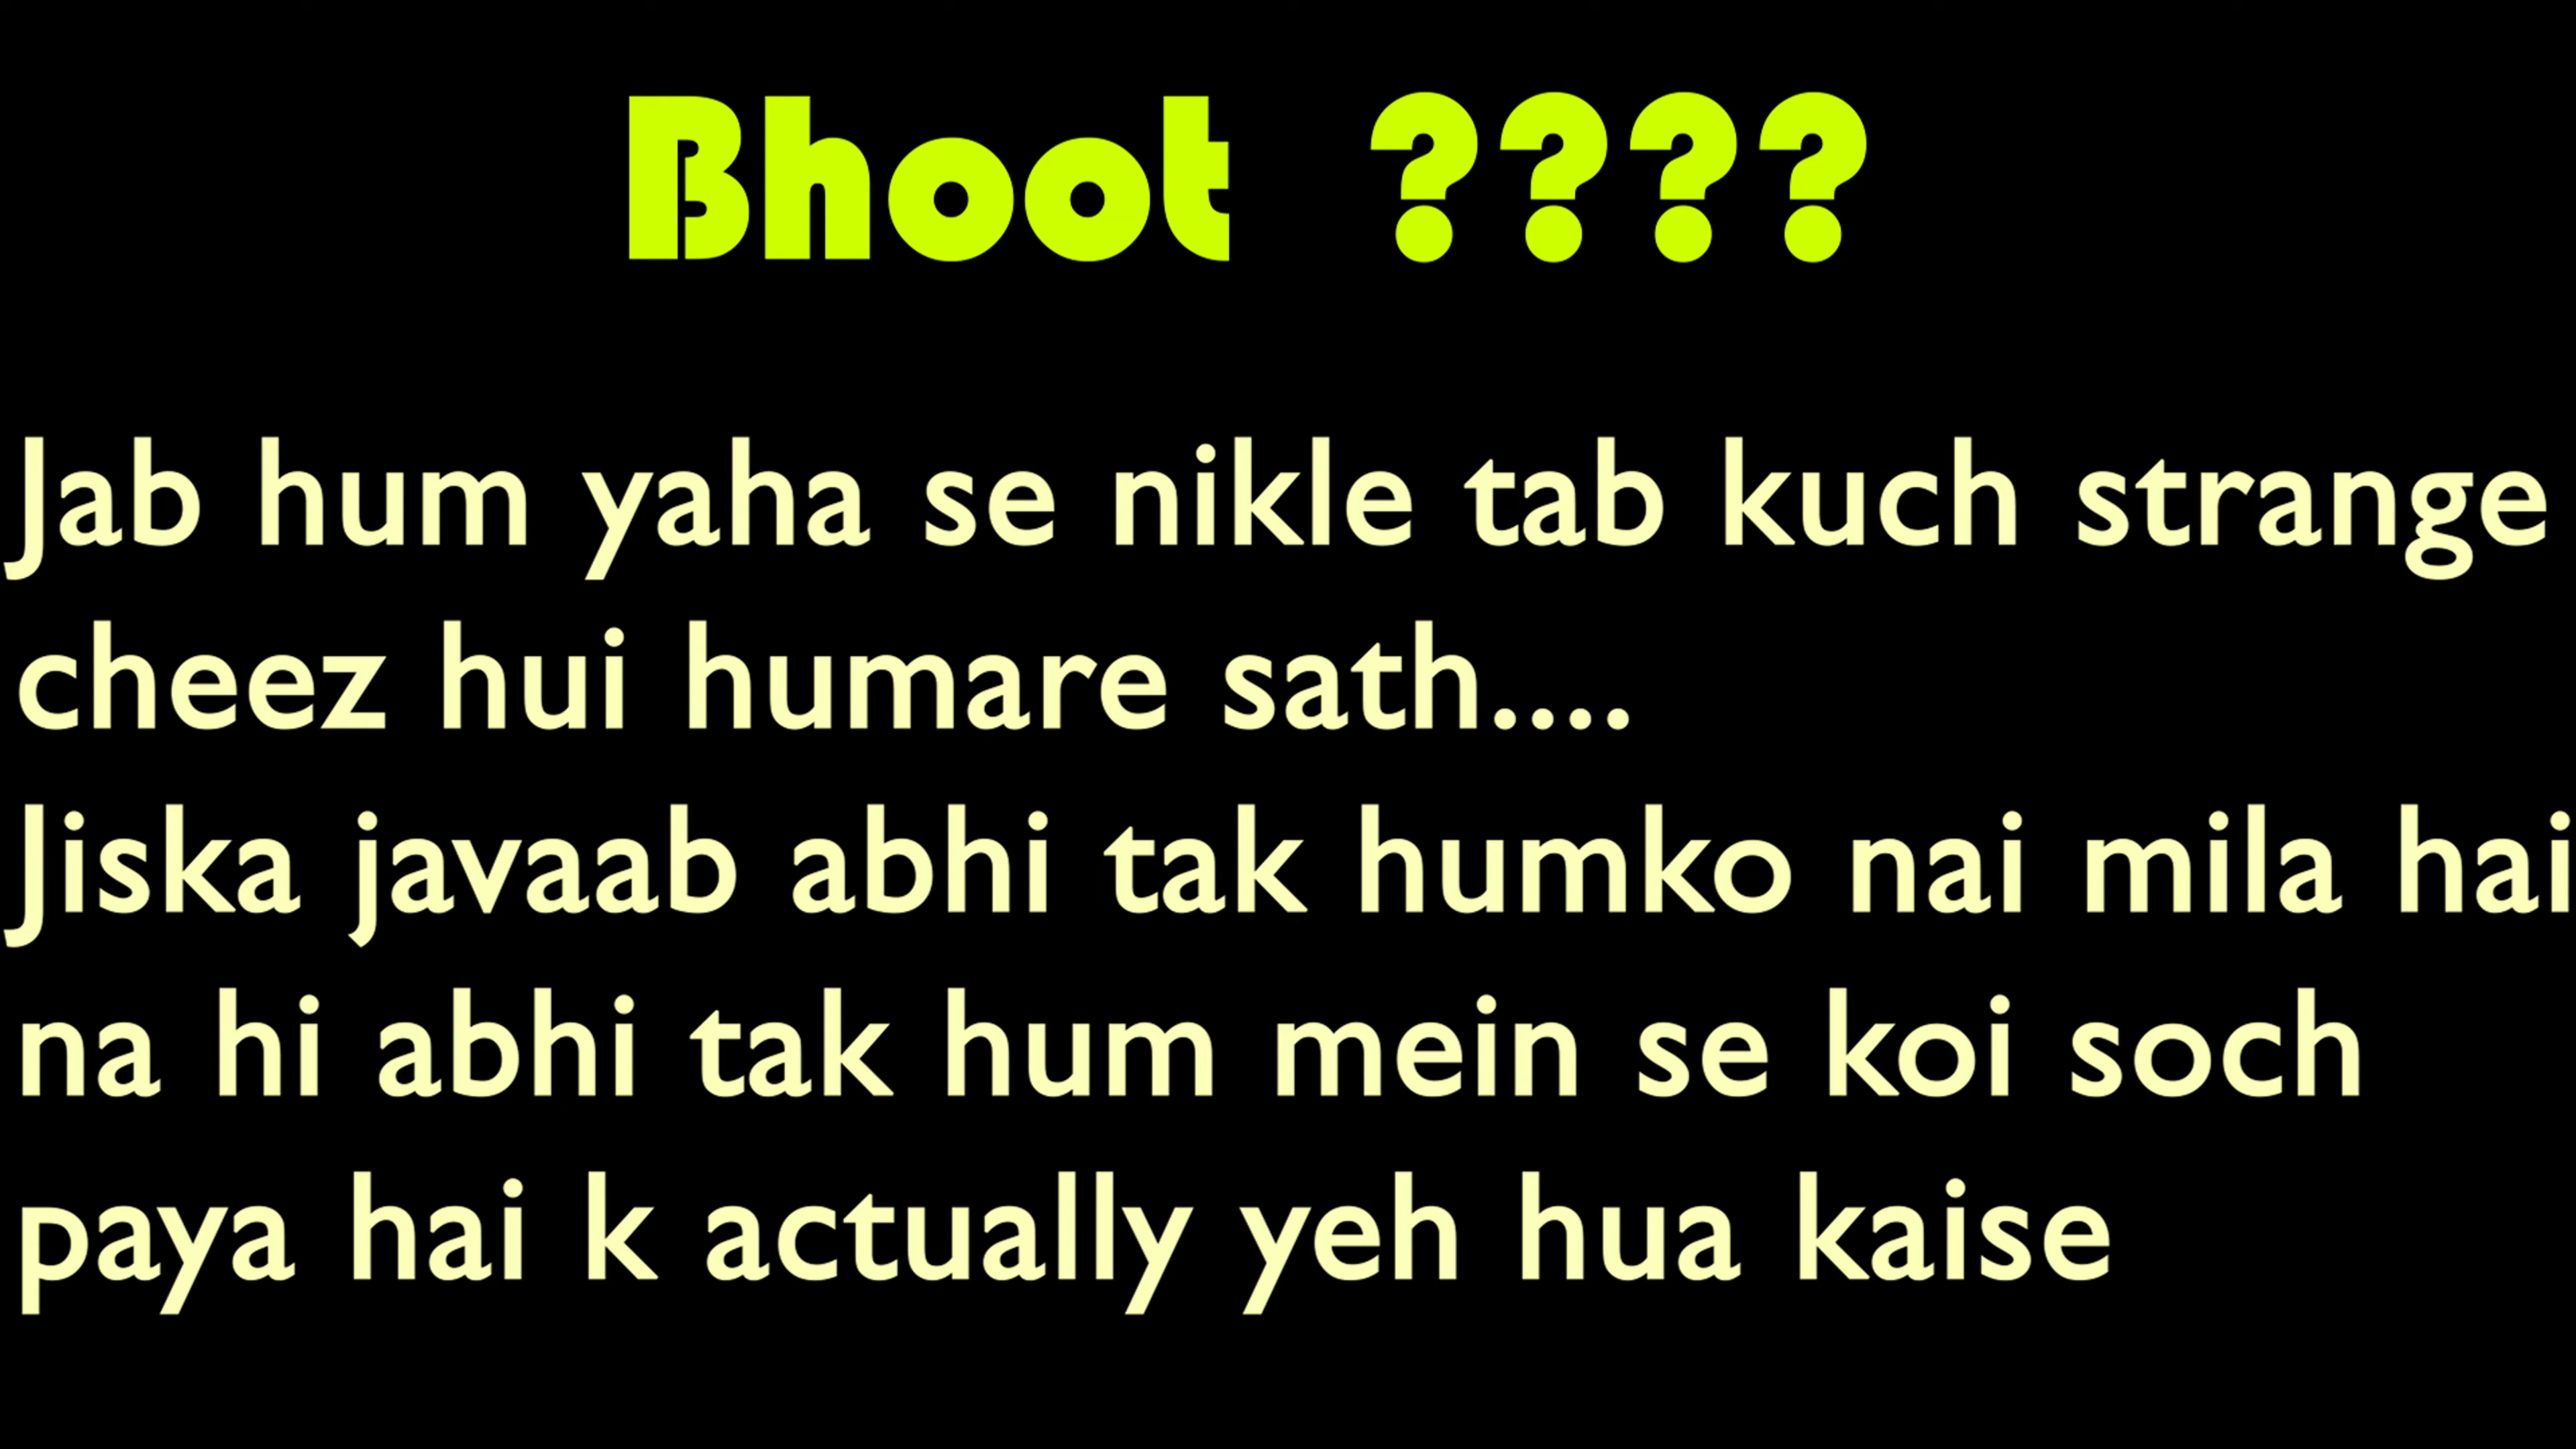 Bhoot ????
Jab hum yaha se nikle tab kuch strange
cheez hui humare sath....
Jiska javaab abhi tak humko nai mila hai
na hi abhi tak hum mein se koi soch
paya hai k actually yeh hua kaise